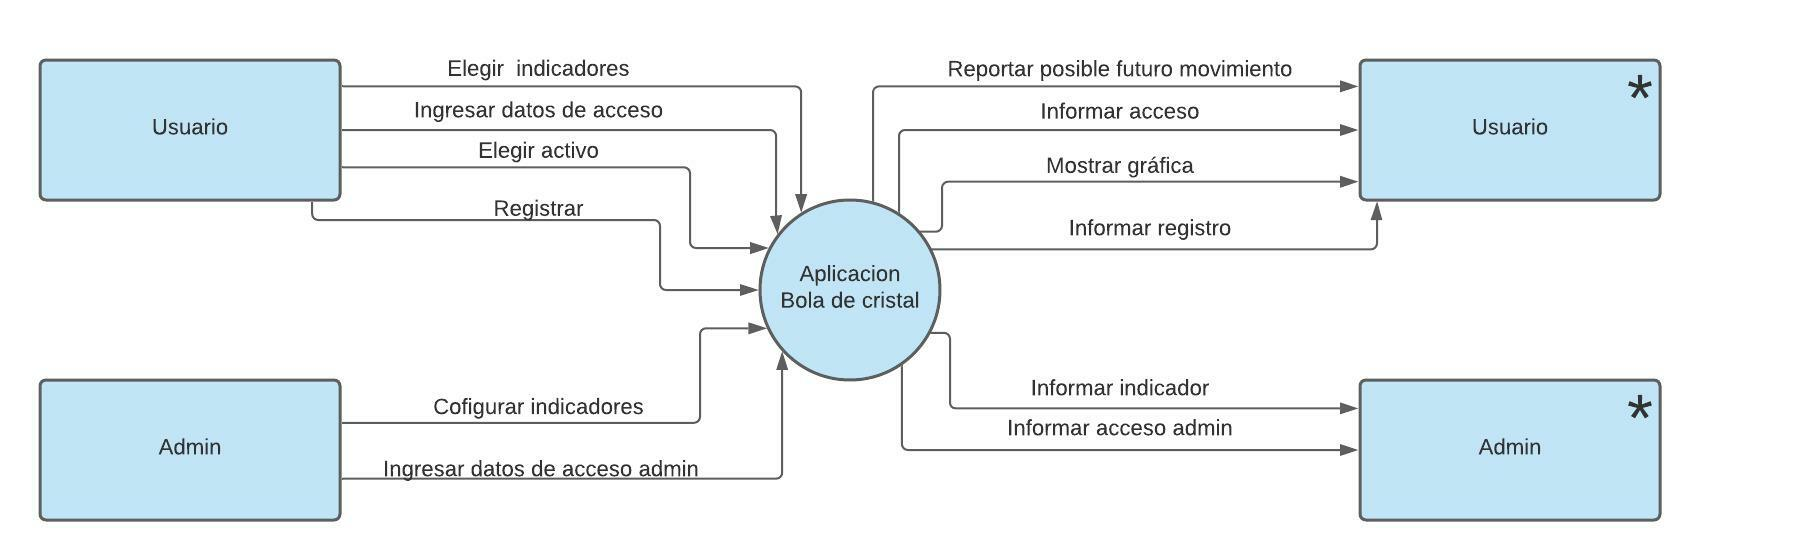 Elegir indicadores
Ingresar datos de acceso
Usuario
Elegir activo
Registrar
Reportar posible futuro movimiento
Informar acceso
Mostrar gráfica
Informar registro
*
Usuario
Aplicacion
Bola de cristal
Cofigurar indicadores
Admin
Ingresar datos de acceso admin
Informar indicador
Informar acceso admin
*
Admin